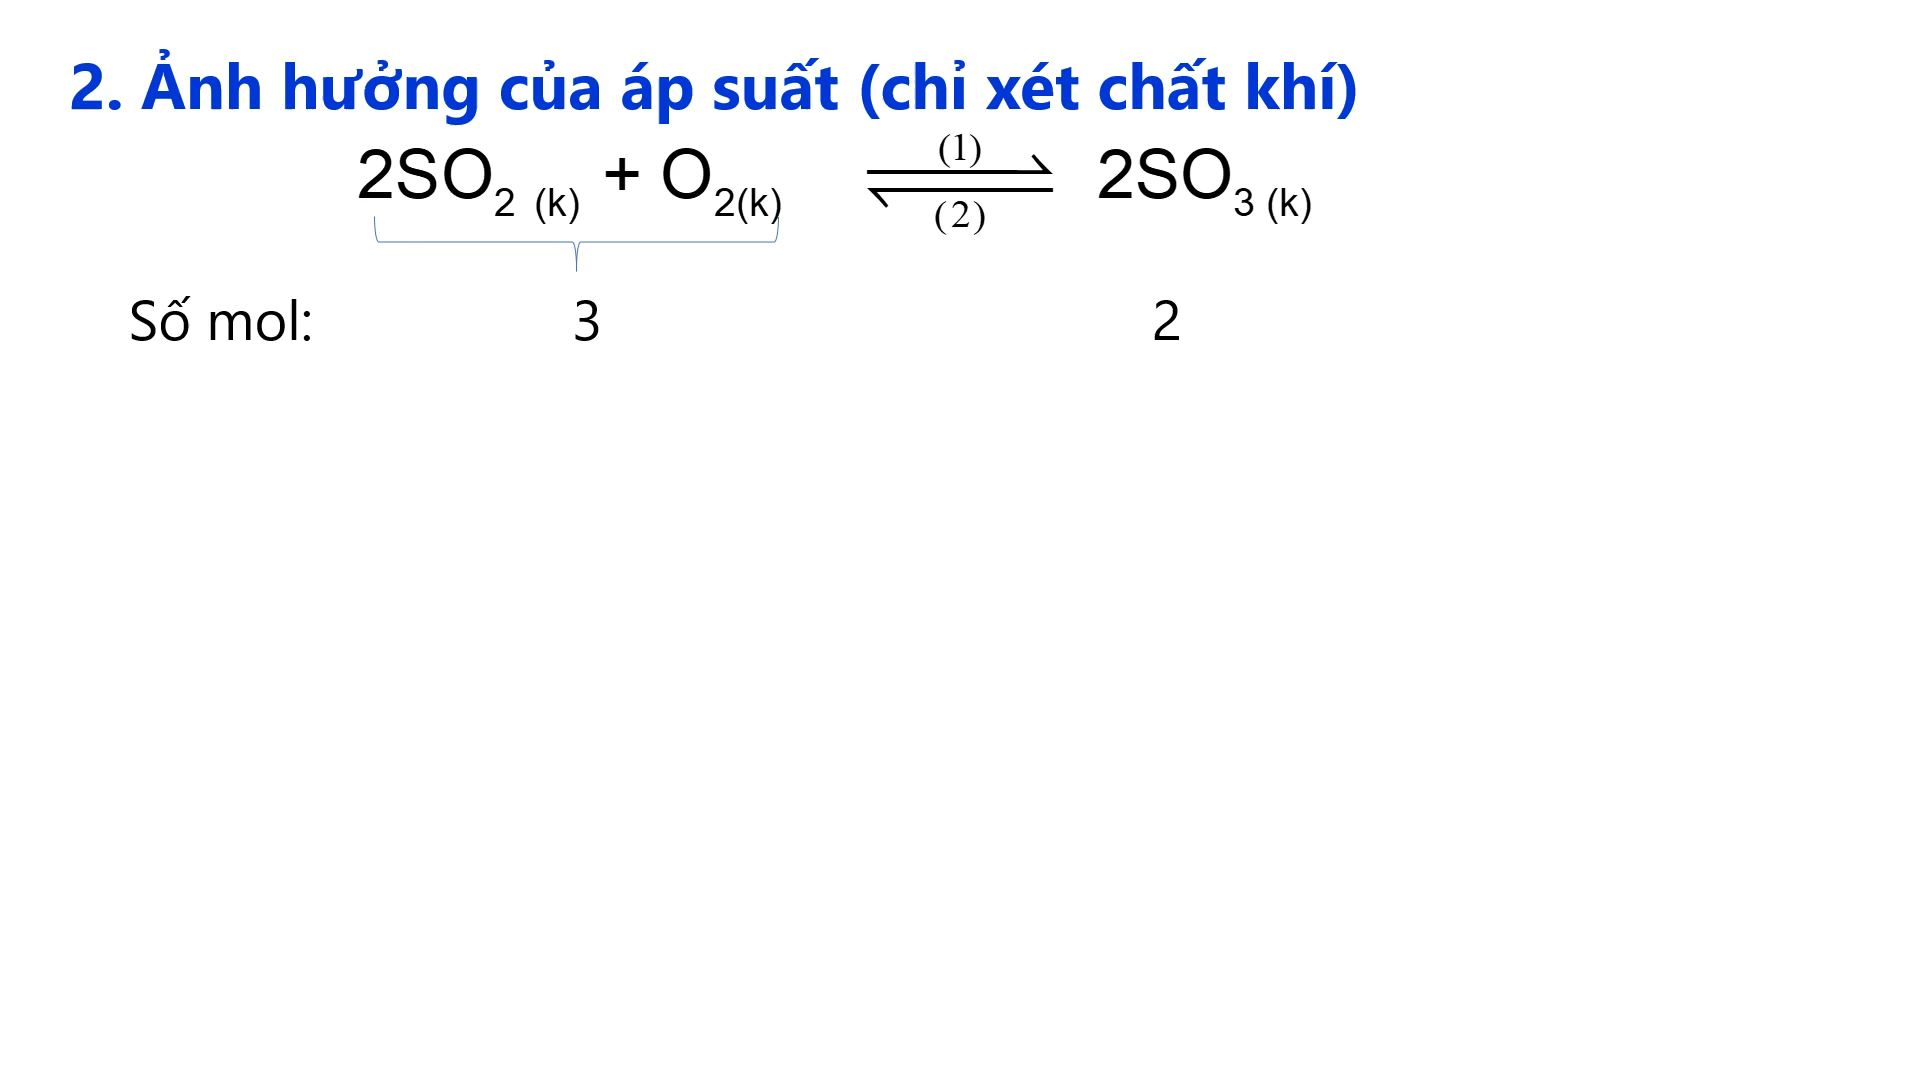 2. Ảnh hưởng của áp suất (chỉ xét chất khí)
2SO2 (k) + O2(k) (1) ⇌ (2) 2SO3 (k)
Số mol: 3 2